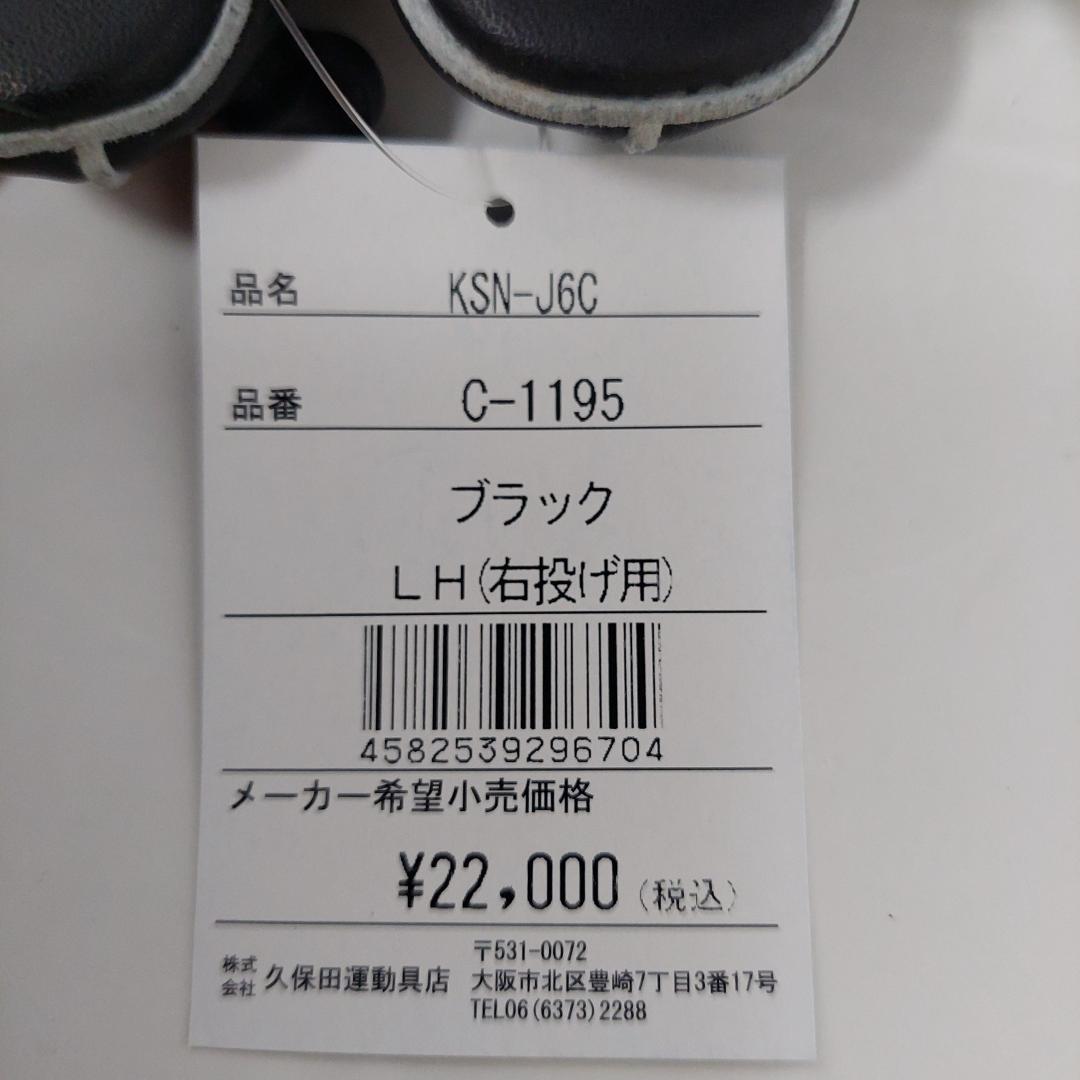 品名 KSN-J6C
品番 C-1195
ブラック
LH(右投げ用)
4582539296704
メーカー希望小売価格
¥22,000(税込)
株式会社 久保田運動具店
〒531-0072
大阪市北区豊崎7丁目3番17号
TEL06(6373)2288